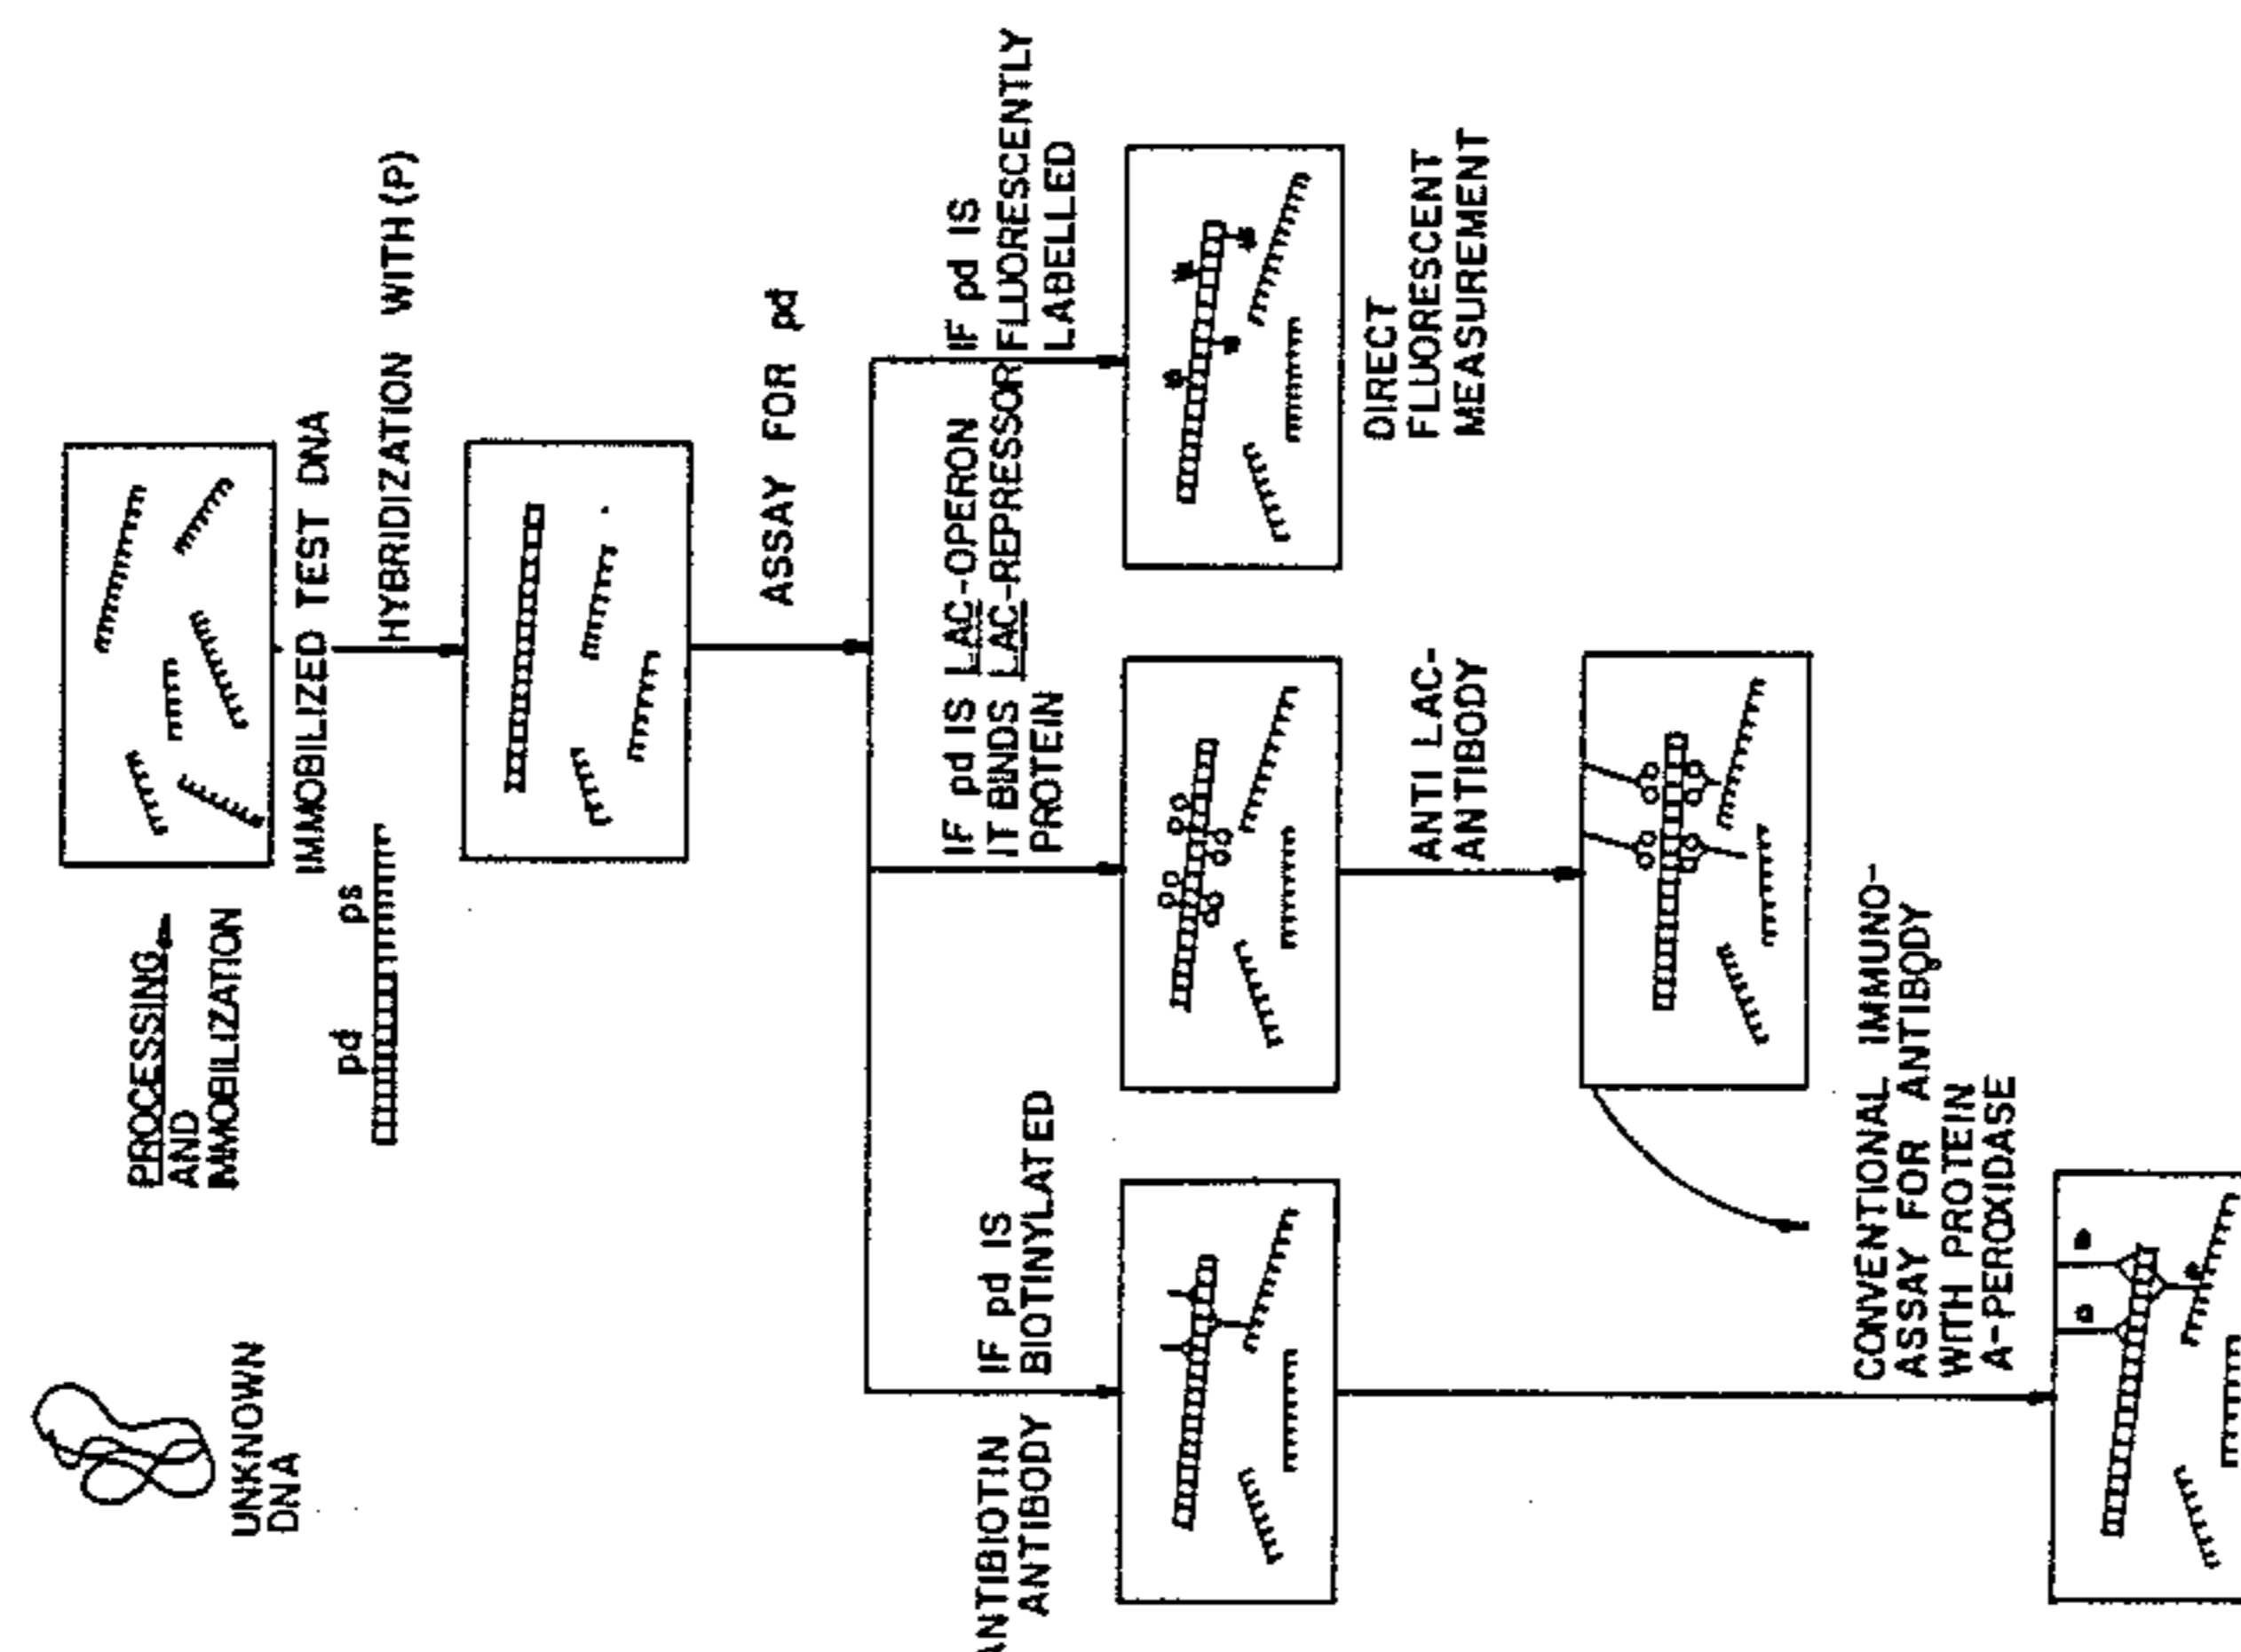 UNKNOWN
DNA
PROCESSING
AND
IMMOBILIZATION
IMMOBILIZED TEST DNA
pd ps
HYBRIDIZATION WITH (P)
ASSAY FOR pd
ANTIBIOTIN
ANTIBODY
IF pd IS
BIOTINYLATED
IF pd IS LAC-OPERON
IT BINDS LAC-REPRESSOR
PROTEIN
IF pd IS
FLUORESCENTLY
LABELLED
DIRECT
FLUORESCENT
MEASUREMENT
ANTI LAC-
ANTIBODY
CONVENTIONAL IMMUNO-
ASSAY FOR ANTIBODY
WITH PROTEIN
A-PEROXIDASE